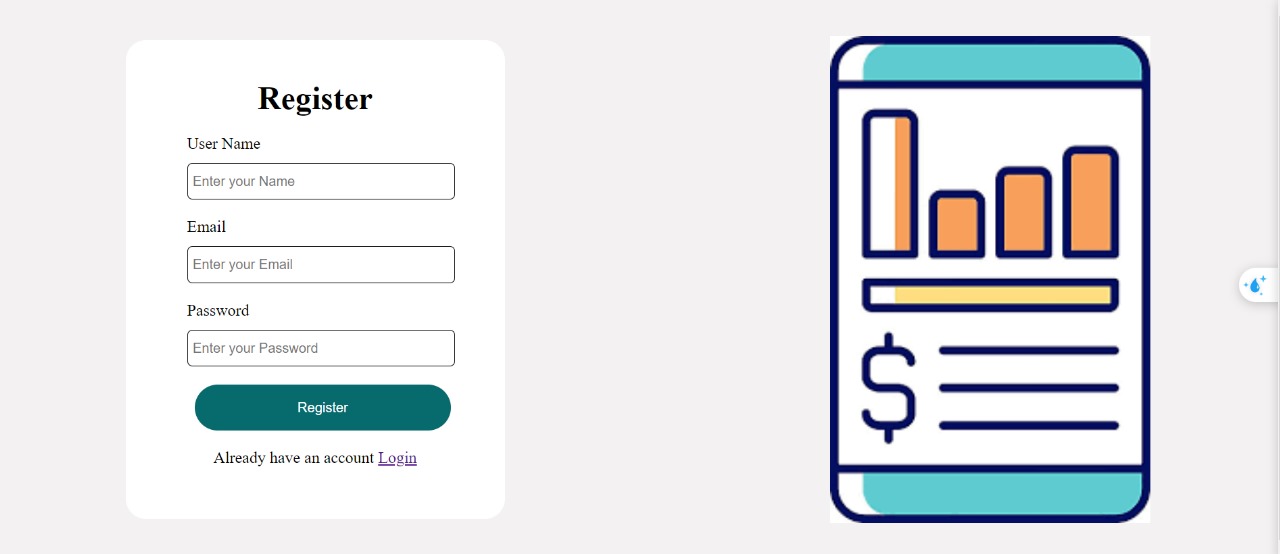 Register
User Name
Enter your Name
Email
Enter your Email
Password
Enter your Password
Register
Already have an account Login
$